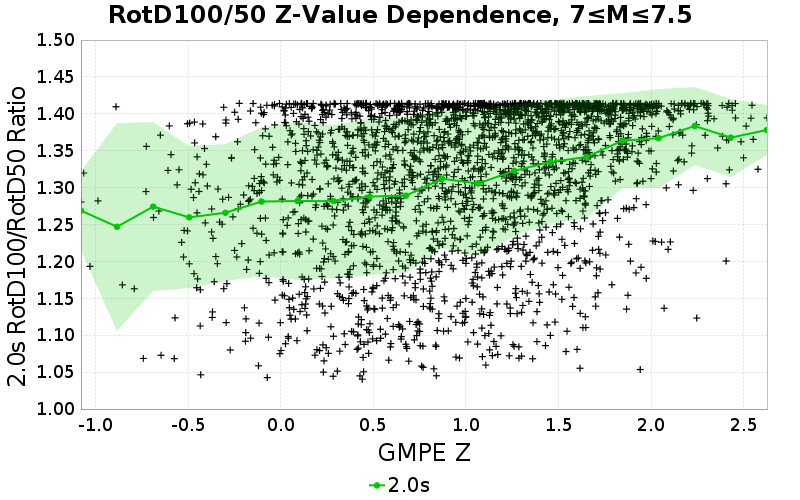 RotD100/50 Z-Value Dependence, 7≤M≤7.5
2.0s RotD100/RotD50 Ratio
1.50
1.45
1.40
1.35
1.30
1.25
1.20
1.15
1.10
1.05
1.00
-1.0 -0.5 0.0 0.5 1.0 1.5 2.0 2.5
GMPE Z
2.0s